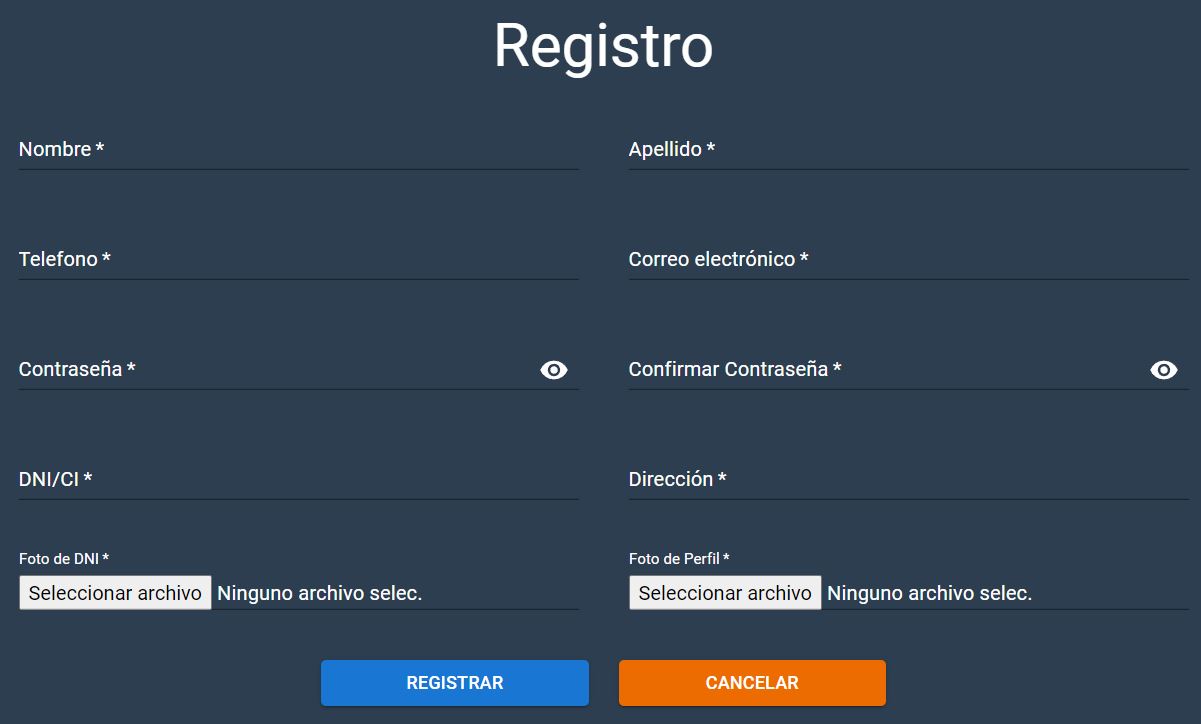 Registro
Nombre *
Apellido *
Telefono *
Correo electrónico *
Contraseña *
Confirmar Contraseña *
DNI/CI *
Dirección *
Foto de DNI *
Foto de Perfil *
Seleccionar archivo Ninguno archivo selec.
Seleccionar archivo Ninguno archivo selec.
REGISTRAR
CANCELAR